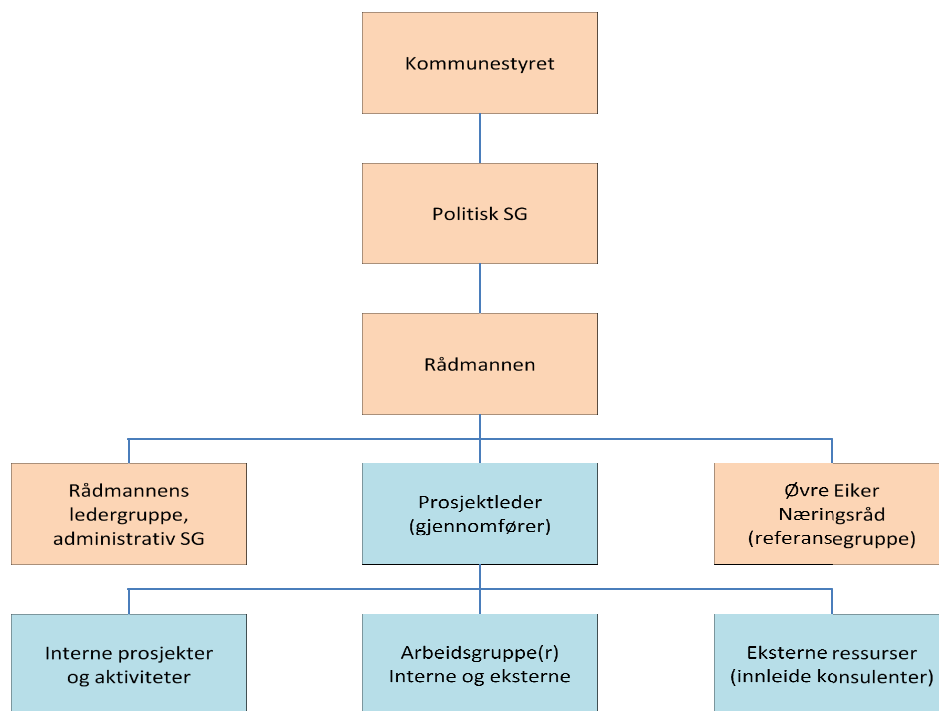 Kommunestyret
Politisk SG
Rådmannen
Rådmannens
ledergruppe,
administrativ SG
Prosjektleder
(gjennomfører)
Øvre Eiker
Næringsråd
(referansegruppe)
Interne prosjekter
og aktiviteter
Arbeidsgruppe(r)
Interne og eksterne
Eksterne ressurser
(innleide konsulenter)